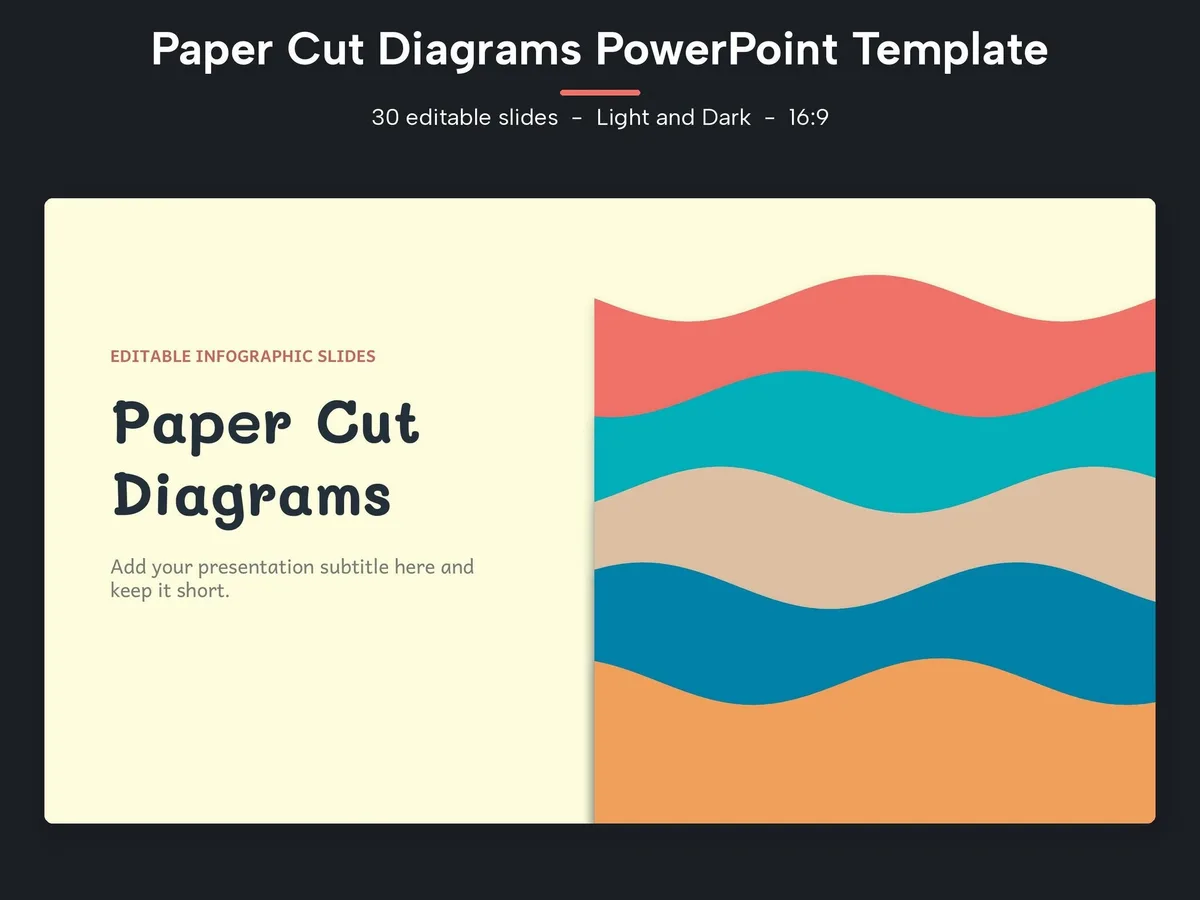 Paper Cut Diagrams PowerPoint Template
30 editable slides - Light and Dark - 16:9
EDITABLE INFOGRAPHIC SLIDES
Paper Cut
Diagrams
Add your presentation subtitle here and
keep it short.